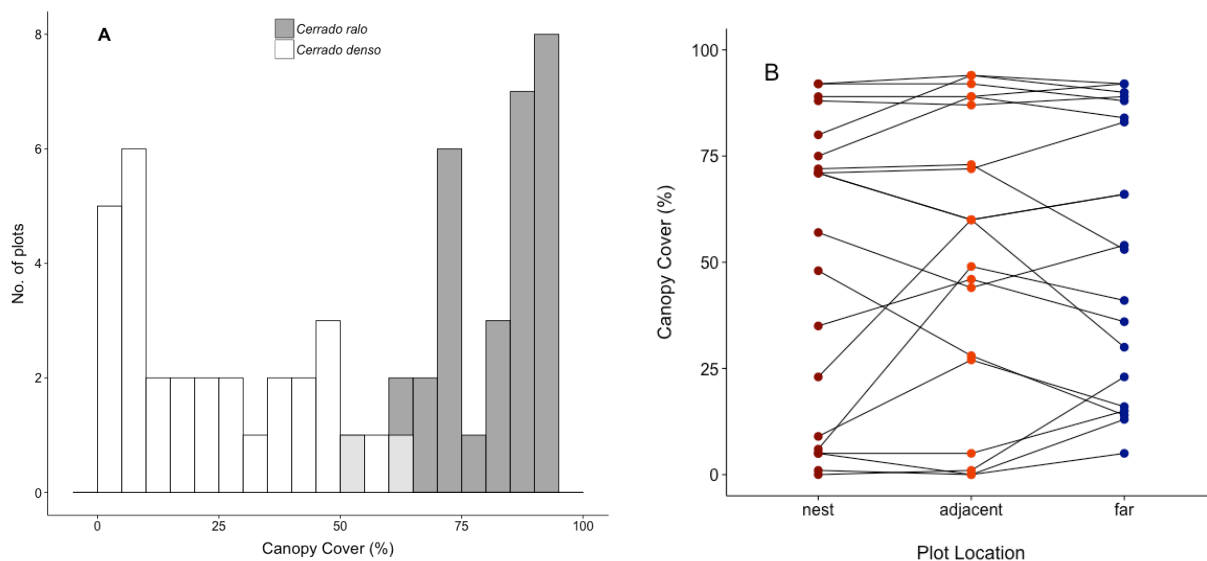 A
Cerrado ralo
Cerrado denso
No. of plots
8
6
4
2
0
0 25 50 75 100
Canopy Cover (%)
B
Canopy Cover (%)
100
75
50
25
0
nest adjacent far
Plot Location